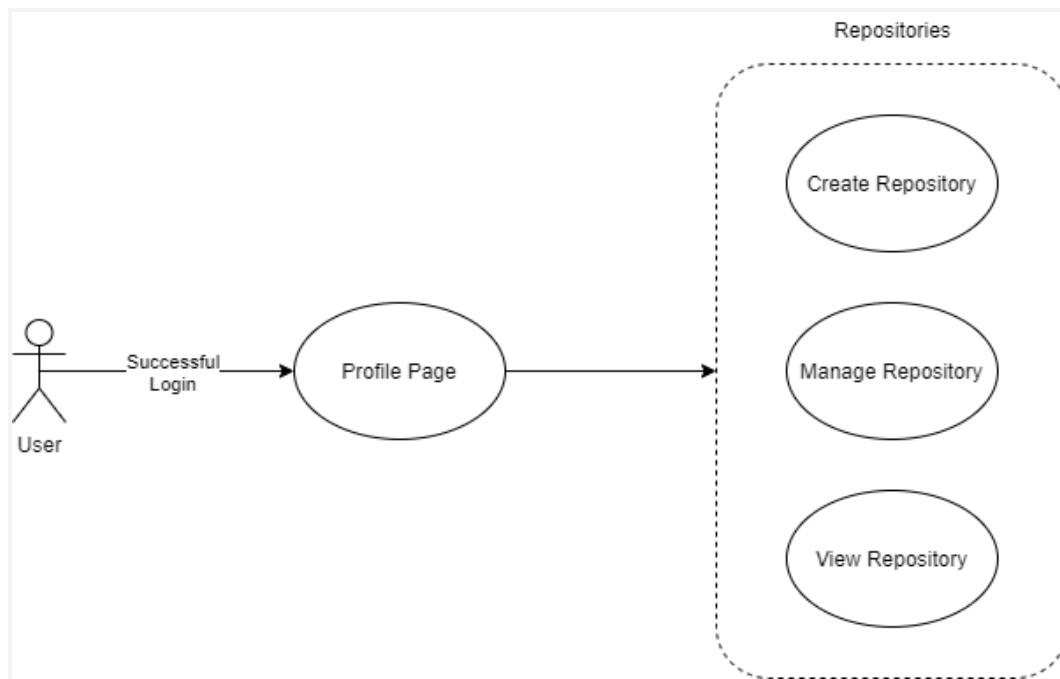 Repositories
Create Repository
Successful
Login
Profile Page
Manage Repository
User
View Repository